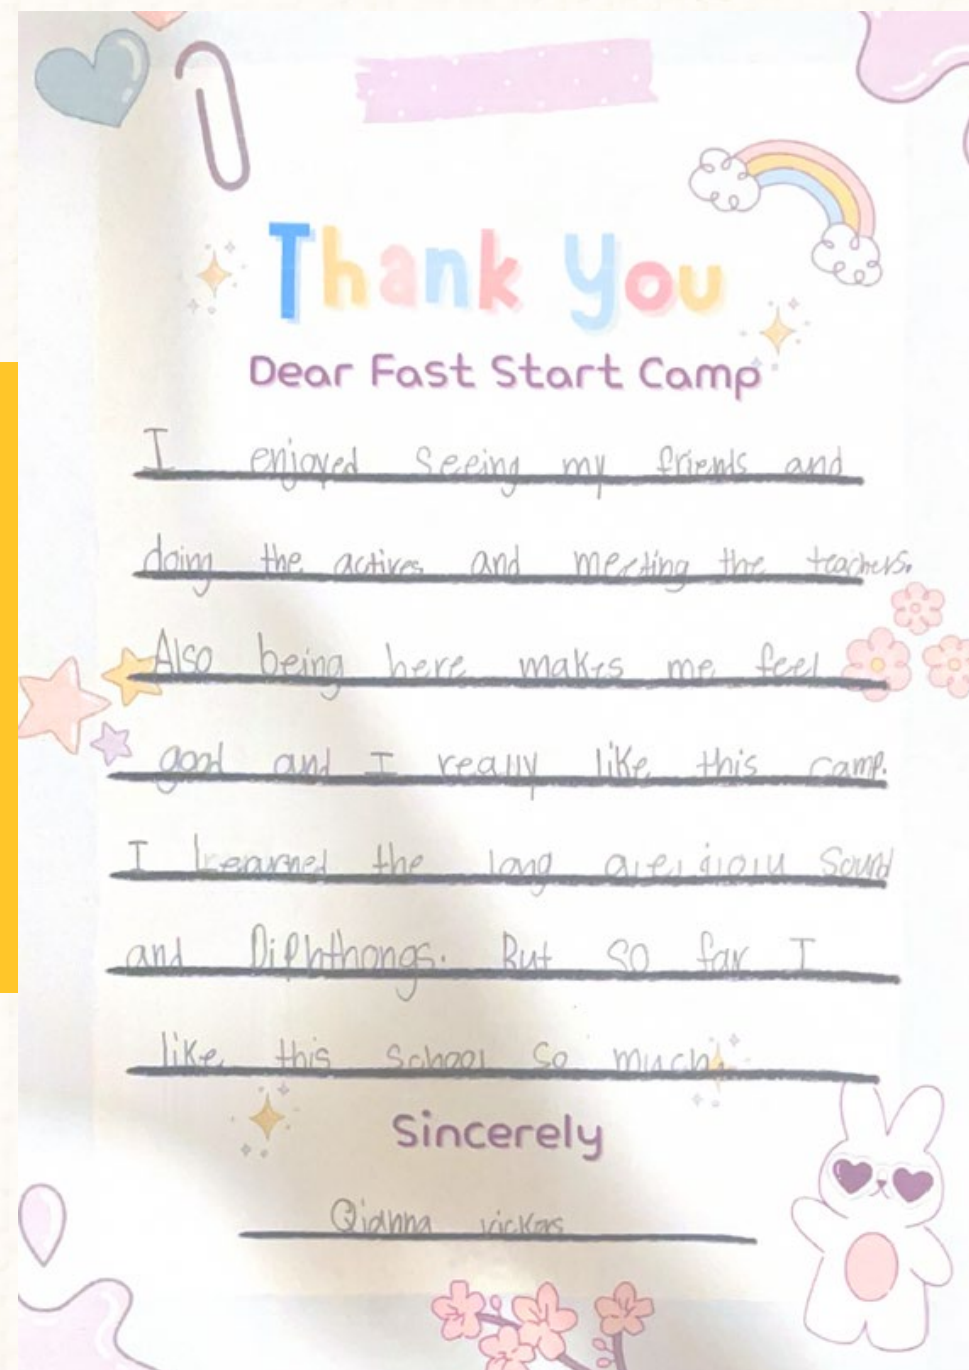 Thank You
Dear Fast Start Camp
I enjoyed Seeing my friends and
doing the actives and meeting the teachers.
Also being here makes me feel
good and I really like this camp.
I Learned the long a,e,i,o,u Sound
and Diphthongs. But so far I
like this School So much
Sincerely
Qianna vickers